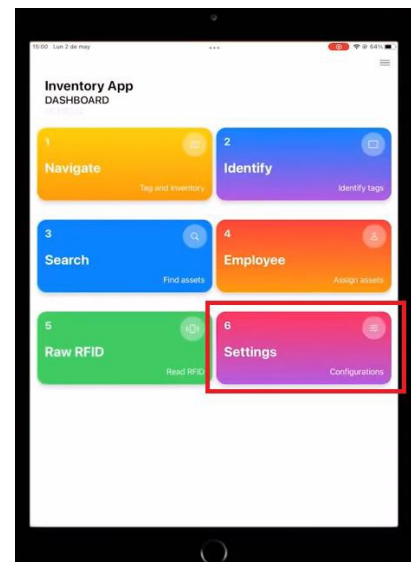 15:00 Lun 2 de may
64%
Inventory App
DASHBOARD
1
Navigate
Tag and Inventory
2
Identify
Identify tags
3
Search
Find assets
4
Employee
Assign assets
5
Raw RFID
Read RFID
6
Settings
Configurations